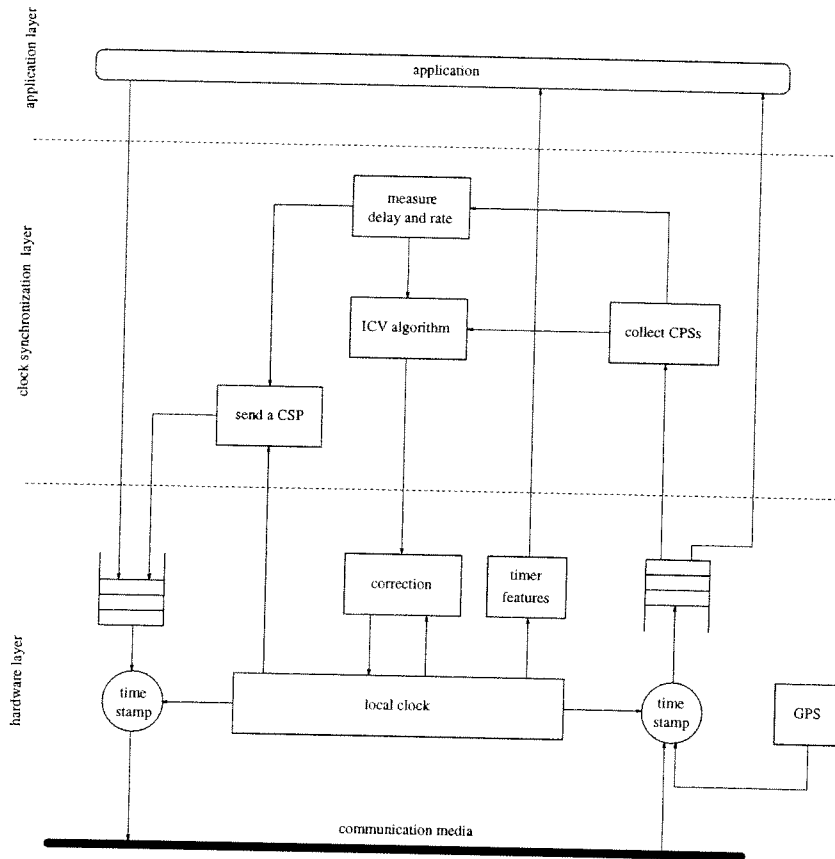 application layer
application
clock synchronization layer
measure
delay and rate
ICV algorithm
collect CPSs
send a CSP
hardware layer
correction
timer
features
time
stamp
local clock
time
stamp
GPS
communication media